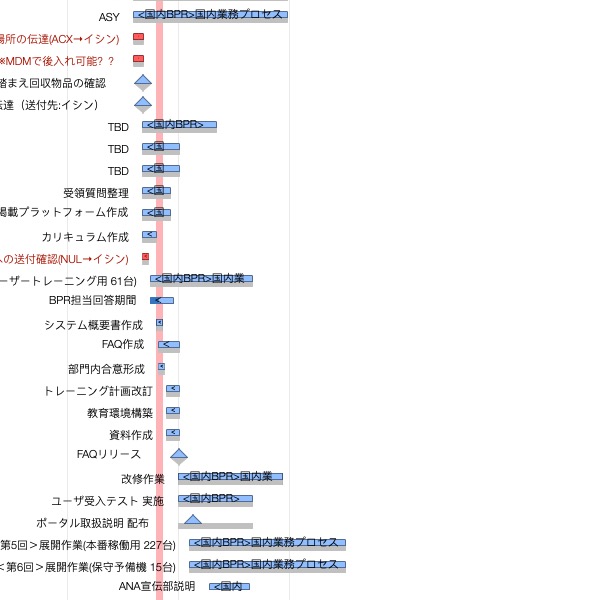 ASY <国内BPR>国内業務プロセス
場所の伝達(ACX→イシン)
※MDMで後入れ可能??
踏まえ回収物品の確認
伝達（送付先:イシン）
TBD <国内BPR>
TBD <国
TBD <国
受領質問整理 <国
掲載プラットフォーム作成 <国
カリキュラム作成 <
への送付確認(NUL→イシン)
ーザートレーニング用 61台) <国内BPR>国内業
BPR担当回答期間 <
システム概要書作成 <
FAQ作成 <
部門内合意形成 <
トレーニング計画改訂 <
教育環境構築 <
資料作成 <
FAQリリース
改修作業 <国内BPR>国内業
ユーザ受入テスト 実施 <国内BPR>
ポータル取扱説明 配布
第5回＞展開作業(本番稼働用 227台) <国内BPR>国内業務プロセス
＜第6回＞展開作業(保守予備機 15台) <国内BPR>国内業務プロセス
ANA宣伝部説明 <国内